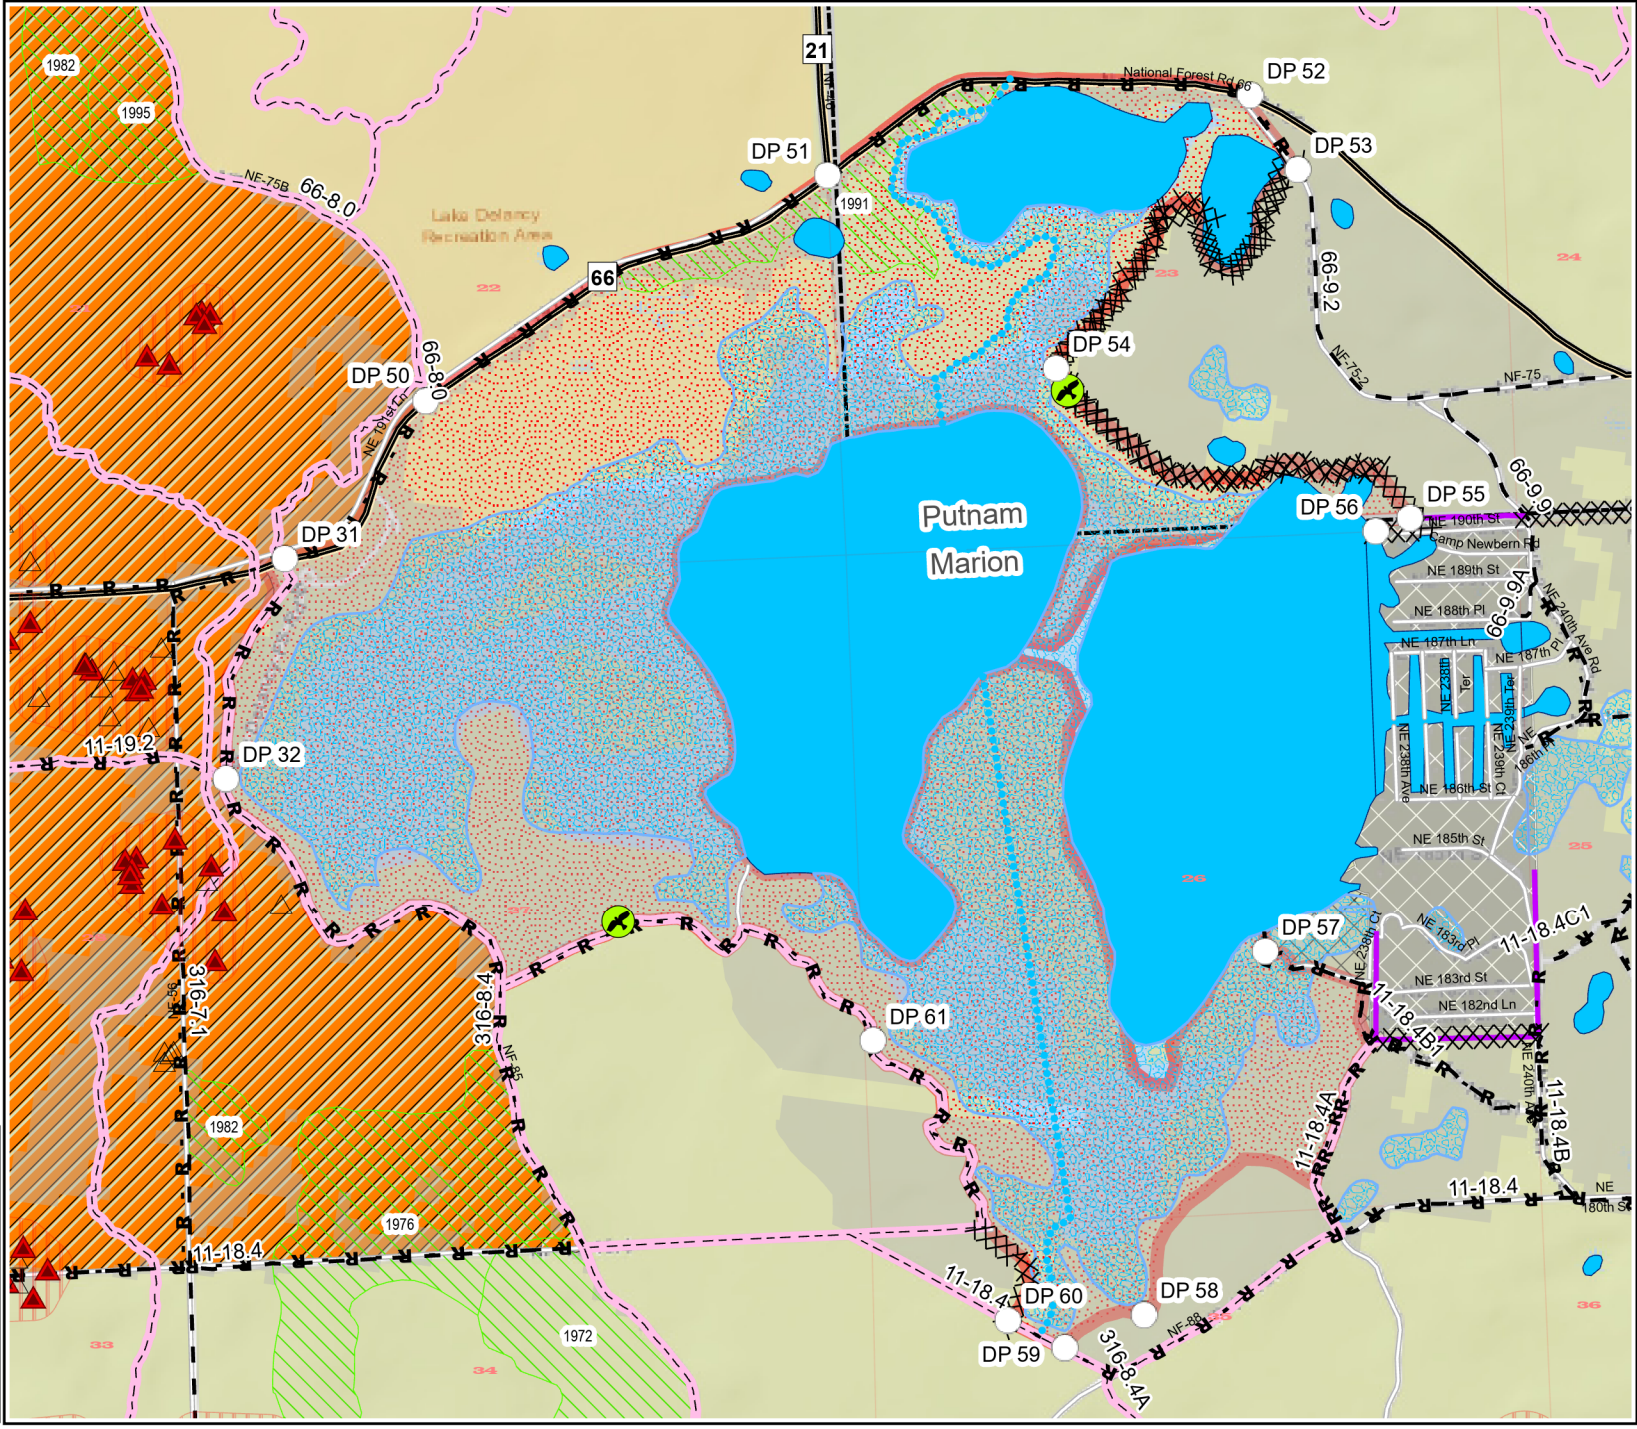 1982
1995
NE-75B
66-8.0
Lake Delancy
Recreation Area
22
21
DP 51
1991
National Forest Rd 66
DP 52
DP 53
23
24
66
66-9.2
NF-75-2
NF-75
DP 54
DP 50
66-8.0
NE 191st Ln
DP 31
Putnam
Marion
DP 56
DP 55
66-9.9
NE 190th St
Camp Newbern Rd
NE 189th St
66-9.9A
NE 188th Pl
NE 240th Ave Rd
NE 187th Ln
NE 187th Pl
NE 238th
Ter
NE 239th Ter
NE 238th Ave
NE 239th Ct
NE
186th Pl
NE 186th St
NE 185th St
25
26
11-19.2
DP 32
27
DP 57
NE 238th Ct
NE 183rd Pl
11-18.4C1
NE 183rd St
NE 182nd Ln
11-18.4B1
NF-56
316-7.1
316-8.4
NF-85
DP 61
NE 240th Ave
11-18.4B
11-18.4A
11-18.4
NE
180th St
1982
1976
11-18.4
1972
11-18.4
DP 60
DP 58
DP 59
NF-88
35
316-8.4A
33
34
36
R